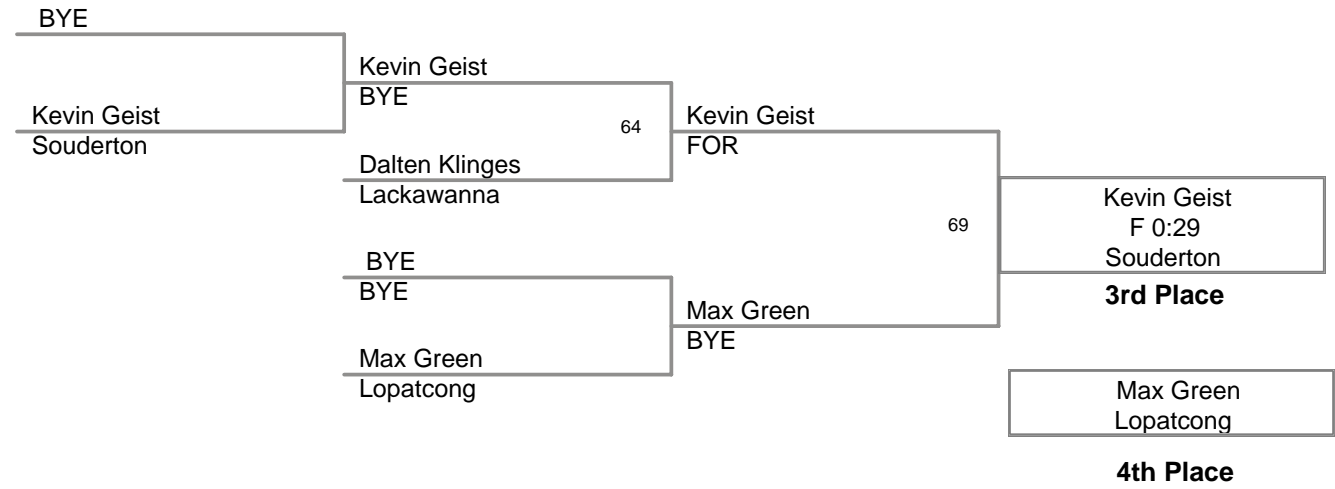 BYE
Kevin Geist
Souderton
Kevin Geist
BYE
64
Dalten Klinges
Lackawanna
BYE
BYE
Max Green
Lopatcong
Kevin Geist
FOR
69
Max Green
BYE
Kevin Geist
F 0:29
Souderton
3rd Place
Max Green
Lopatcong
4th Place